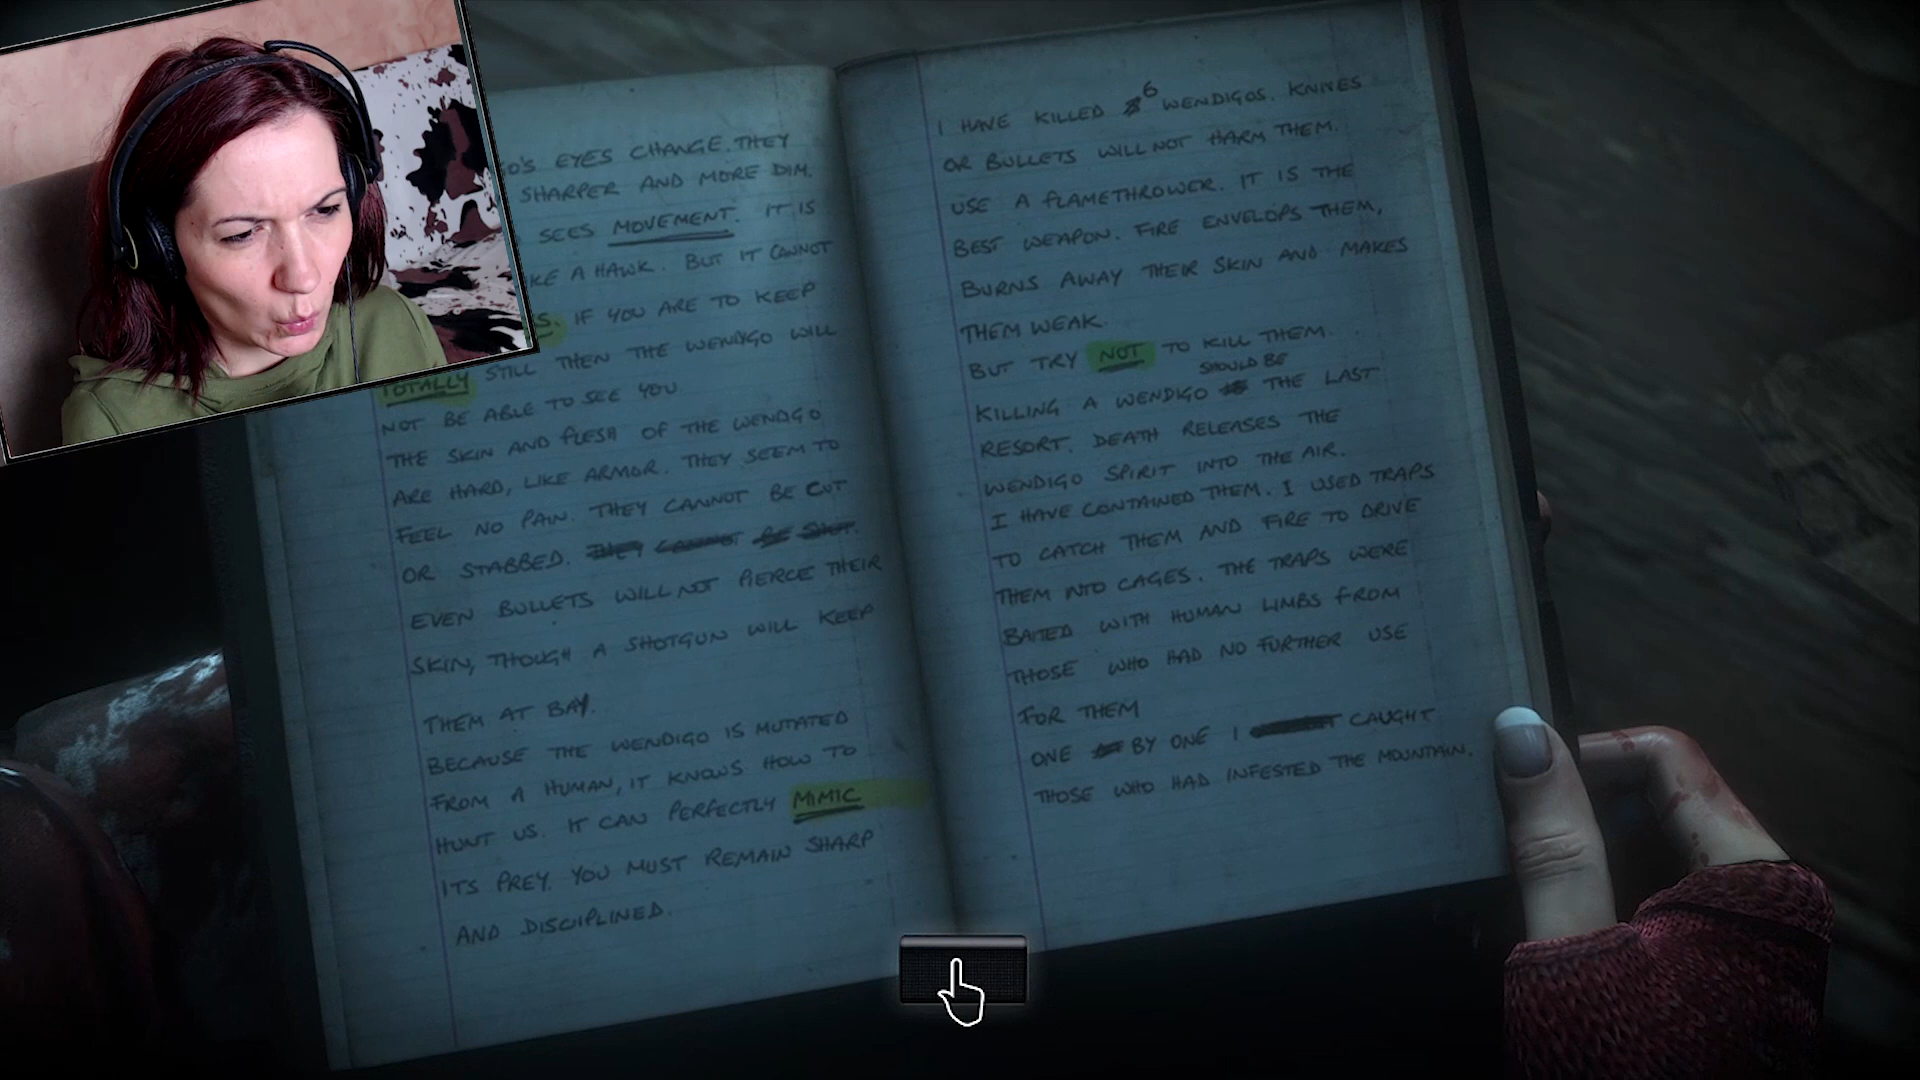 GO'S EYES CHANGE. THEY
SHARPER AND MORE DIM.
SEES MOVEMENT. IT IS
KE A HAWK. BUT IT CANNOT
S. IF YOU ARE TO KEEP
TOTALLY STILL THEN THE WENDIGO WILL
NOT BE ABLE TO SEE YOU
THE SKIN AND FLESH OF THE WENDGO
ARE HARD, LIKE ARMOR. THEY SEEM TO
FEEL NO PAIN. THEY CANNOT BE CUT
OR STABBED. THEY CANNOT BE SHOT.
EVEN BULLETS WILL NOT PIERCE THEIR
SKIN, THOUGH A SHOTGUN WILL KEEP
THEM AT BAY.
BECAUSE THE WENDIGO IS MUTATED
FROM A HUMAN, IT KNOWS HOW TO
HUNT US. IT CAN PERFECTLY MIMIC
ITS PREY. YOU MUST REMAIN SHARP
AND DISCIPLINED.
I HAVE KILLED 6 WENDIGOS. KNIVES
OR BULLETS WILL NOT HARM THEM.
USE A FLAMETHROWER. IT IS THE
BEST WEAPON. FIRE ENVELOPS THEM,
BURNS AWAY THEIR SKIN AND MAKES
THEM WEAK.
BUT TRY NOT TO KILL THEM.
SHOULD BE
KILLING A WENDIGO THE LAST
RESORT. DEATH RELEASES THE
WENDIGO SPIRIT INTO THE AIR.
I HAVE CONTAINED THEM. I USED TRAPS
TO CATCH THEM AND FIRE TO DRIVE
THEM INTO CAGES. THE TRAPS WERE
BAITED WITH HUMAN LIMBS FROM
THOSE WHO HAD NO FURTHER USE
FOR THEM
ONE BY ONE I CAUGHT
THOSE WHO HAD INFESTED THE MOUNTAIN.